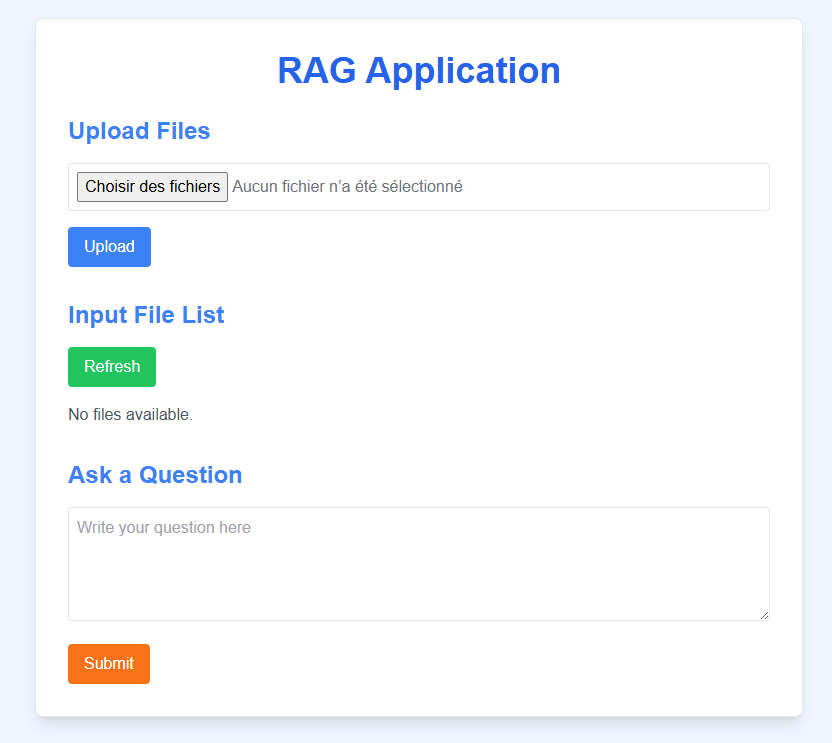 RAG Application
Upload Files
Choisir des fichiers Aucun fichier n’a été sélectionné
Upload
Input File List
Refresh
No files available.
Ask a Question
Write your question here
Submit